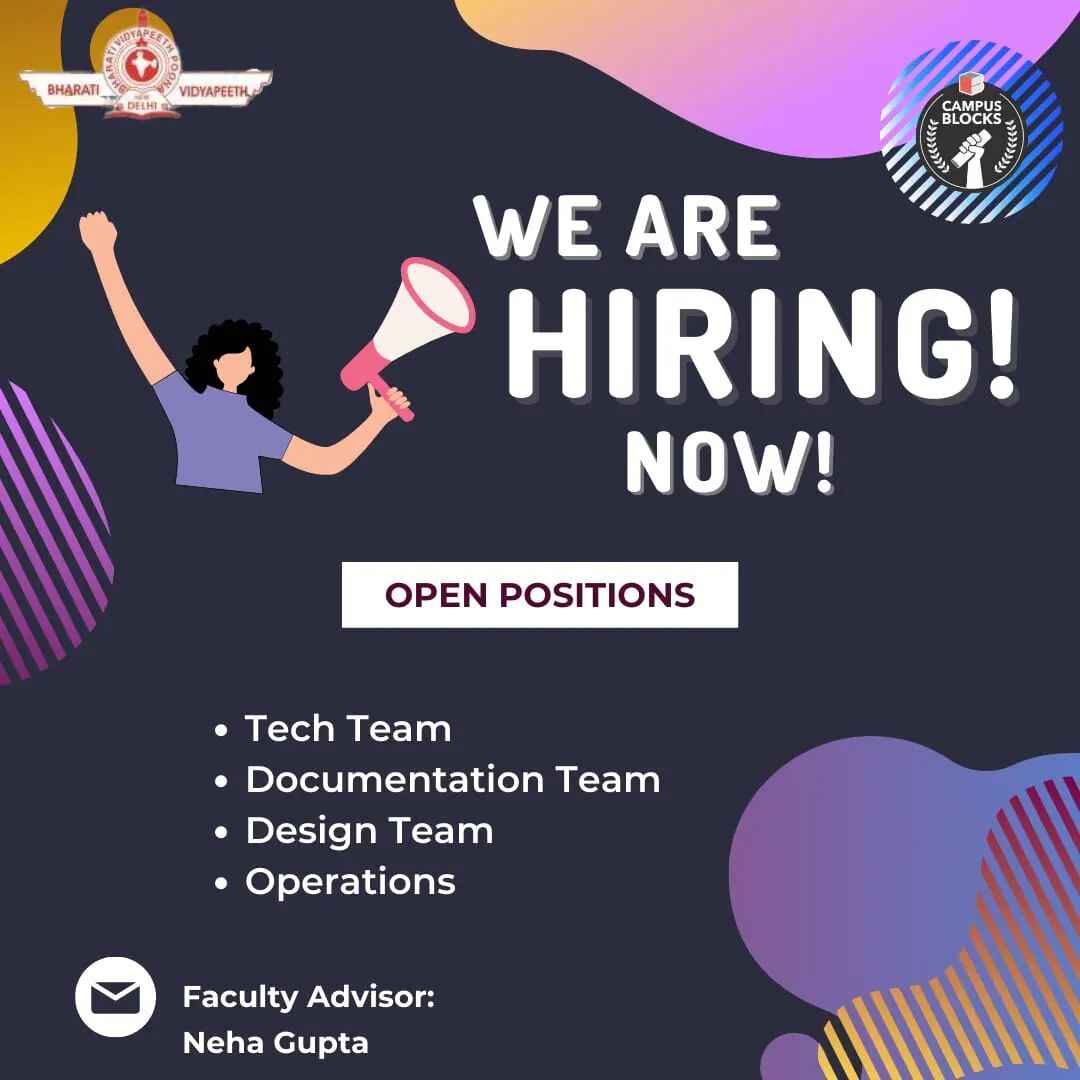 BHARATI VIDYAPEETH POONA
BHARATI VIDYAPEETH
NEW
DELHI
CAMPUS
BLOCKS
WE ARE
HIRING!
NOW!
OPEN POSITIONS
• Tech Team
• Documentation Team
• Design Team
• Operations
Faculty Advisor:
Neha Gupta